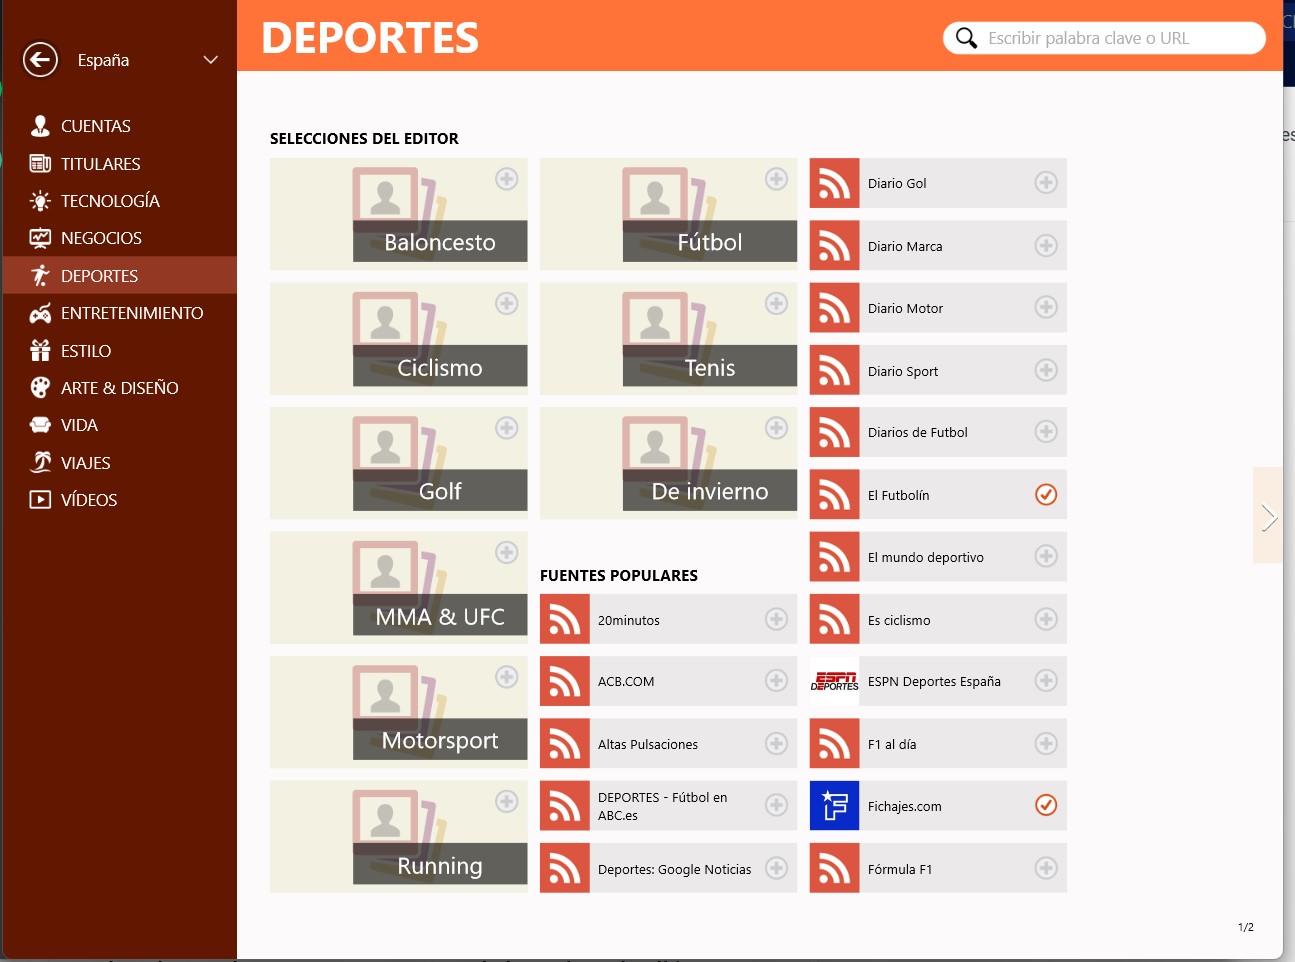 España
CUENTAS
TITULARES
TECNOLOGÍA
NEGOCIOS
DEPORTES
ENTRETENIMIENTO
ESTILO
ARTE & DISEÑO
VIDA
VIAJES
VÍDEOS
DEPORTES
Escribir palabra clave o URL
SELECCIONES DEL EDITOR
Baloncesto
Ciclismo
Golf
MMA & UFC
Motorsport
Running
Fútbol
Tenis
De invierno
FUENTES POPULARES
20minutos
ACB.COM
Altas Pulsaciones
DEPORTES - Fútbol en
ABC.es
Deportes: Google Noticias
Diario Gol
Diario Marca
Diario Motor
Diario Sport
Diarios de Futbol
El Futbolín
El mundo deportivo
Es ciclismo
ESPN
DEPORTES
ESPN Deportes España
F1 al día
Fichajes.com
Fórmula F1
1/2